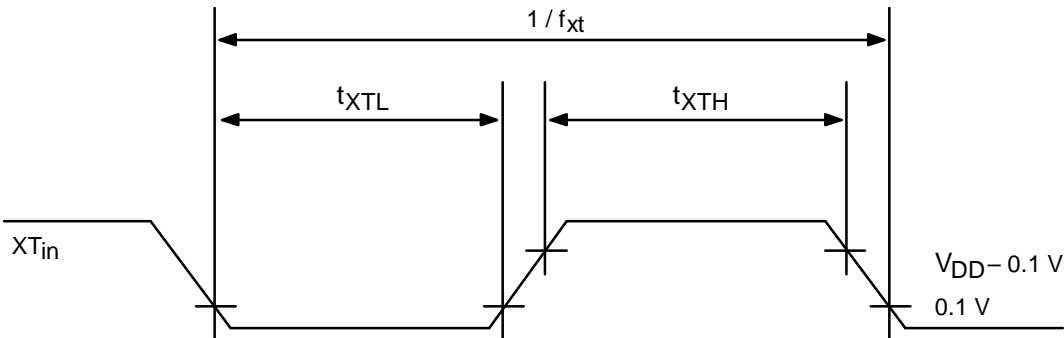 1 / fxt
tXTL
tXTH
XTin
VDD – 0.1 V
0.1 V